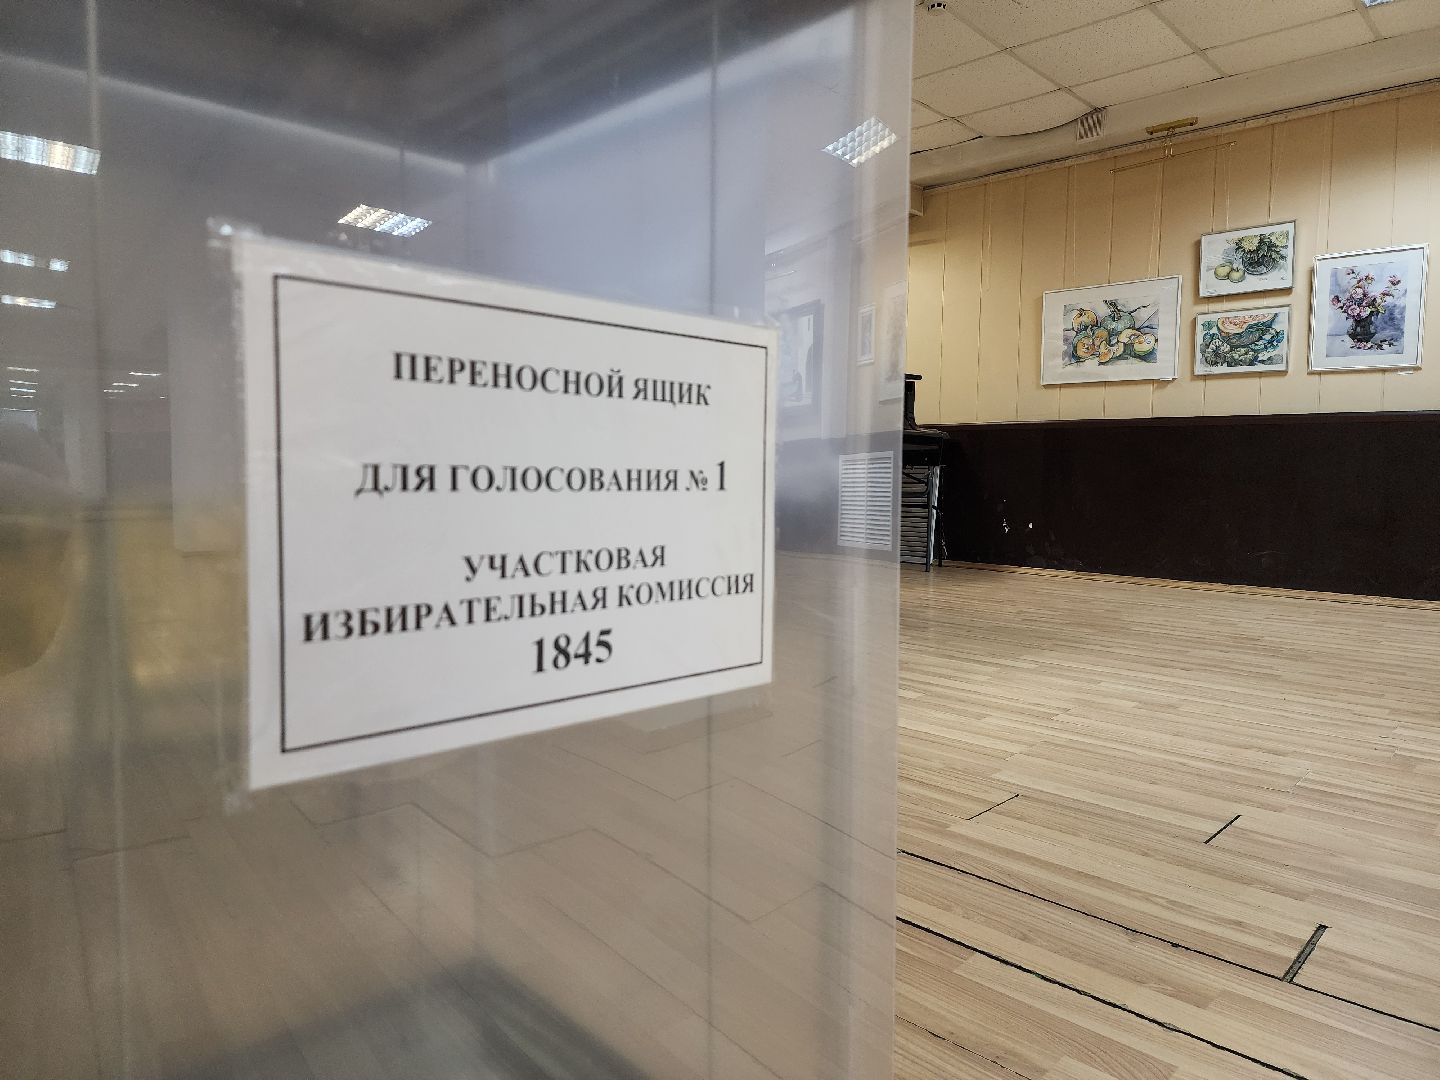 ПЕРЕНОСНОЙ ЯЩИК
ДЛЯ ГОЛОСОВАНИЯ № 1
УЧАСТКОВАЯ
ИЗБИРАТЕЛЬНАЯ КОМИССИЯ
1845